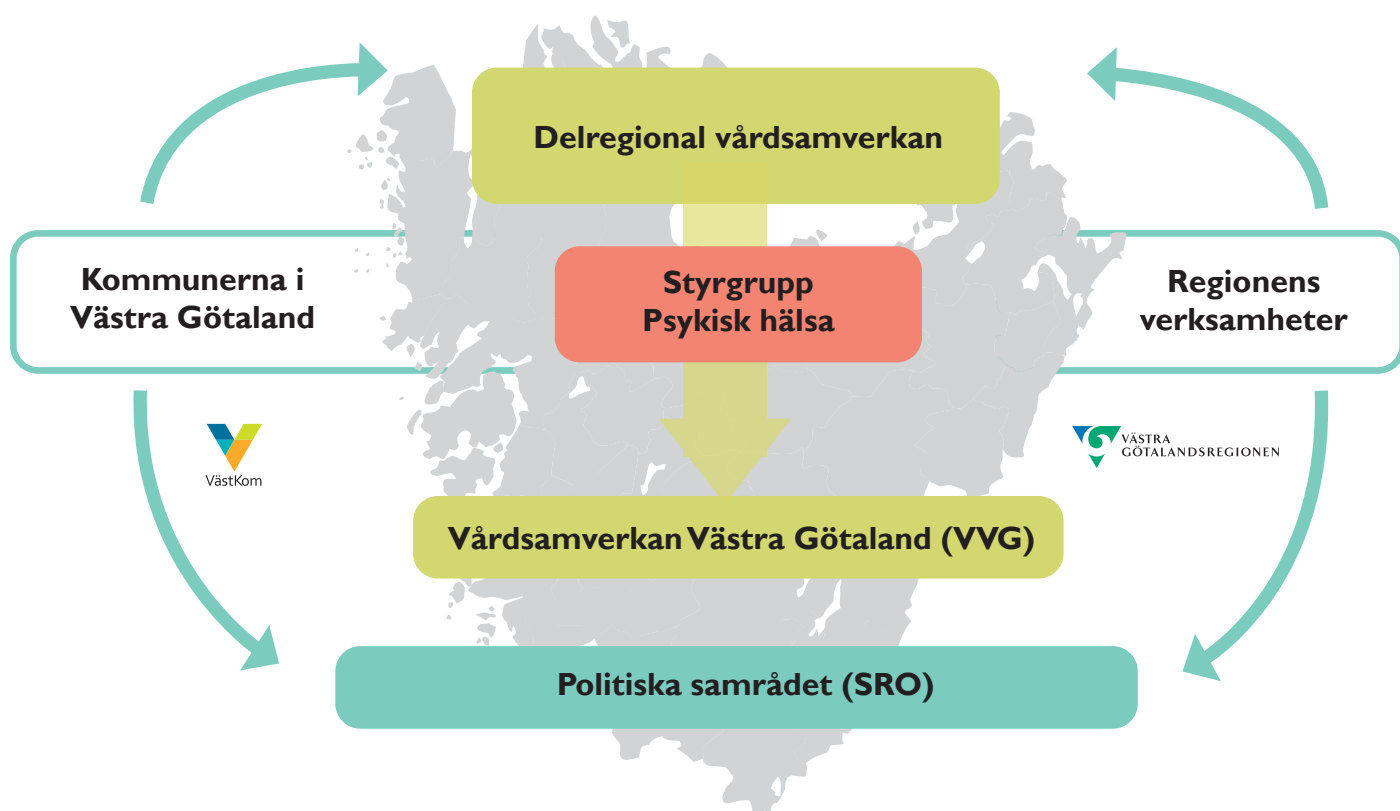 Delregional vårdsamverkan
Kommunerna i
Västra Götaland
Styrgrupp
Psykisk hälsa
Regionens
verksamheter
VästKom
VÄSTRA
GÖTALANDSREGIONEN
Vårdsamverkan Västra Götaland (VVG)
Politiska samrådet (SRO)